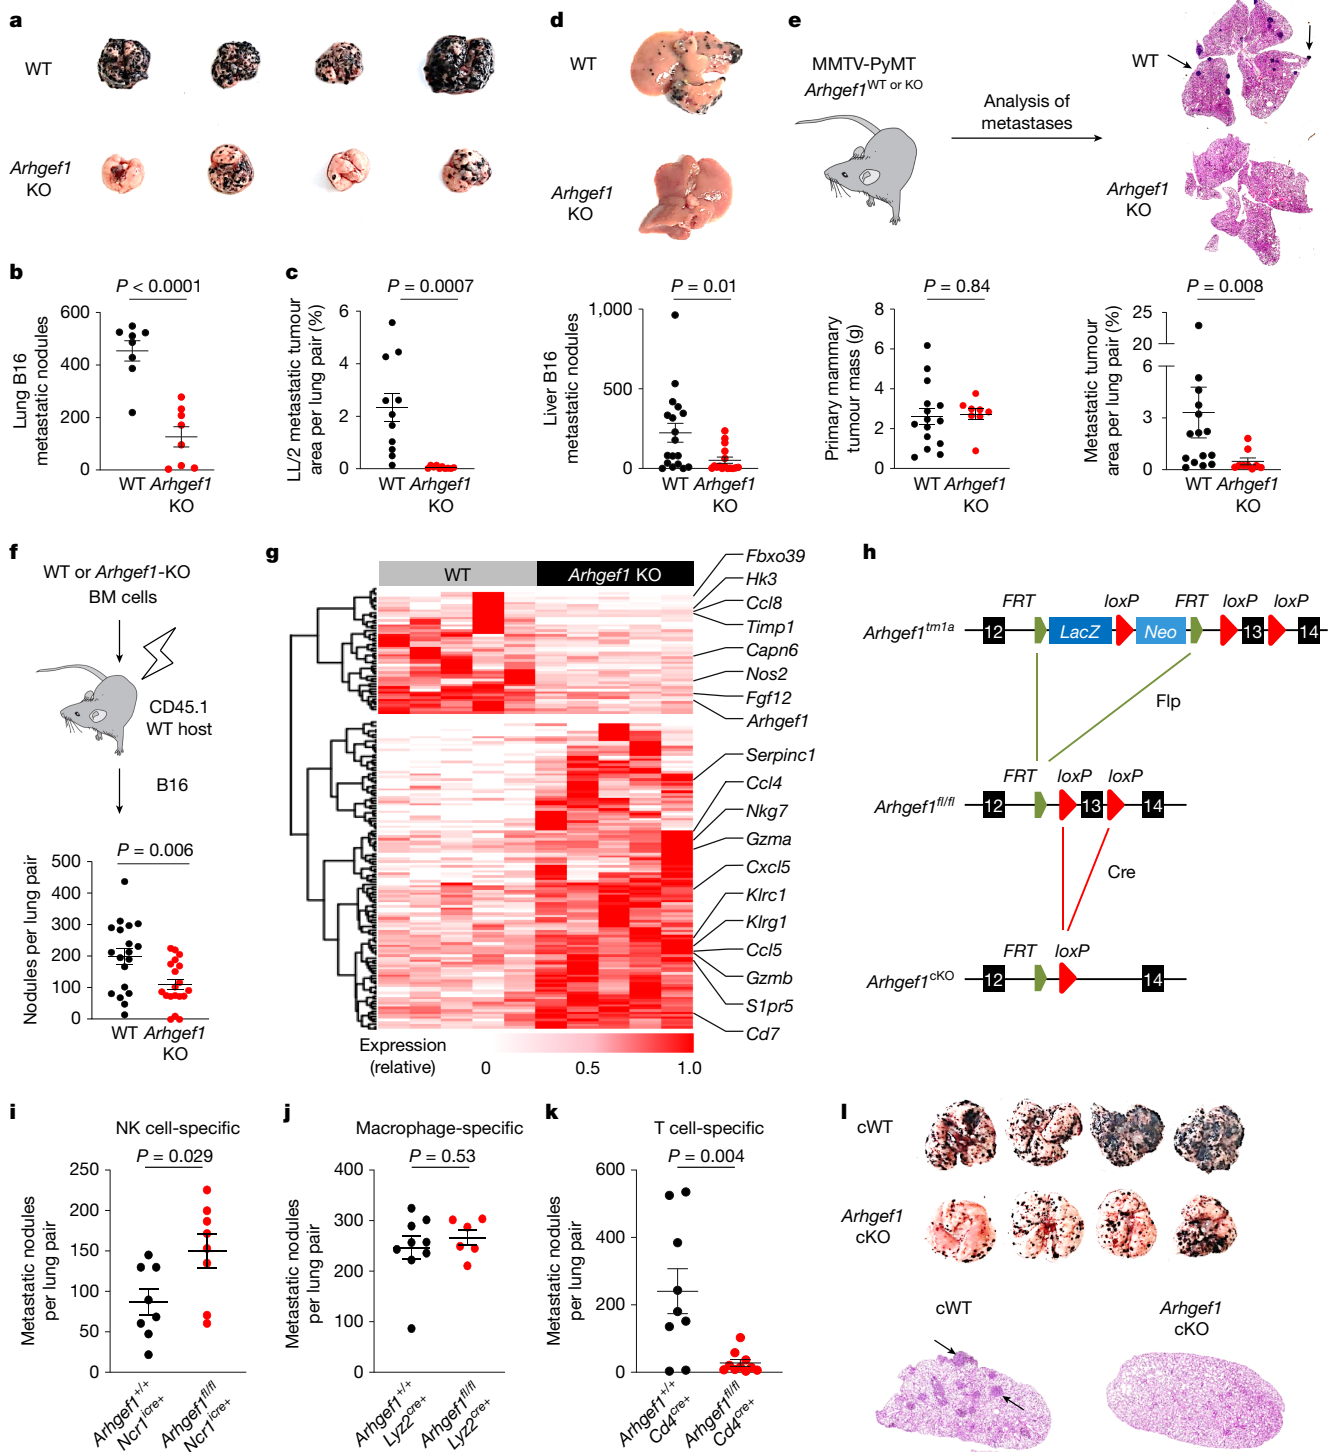 a
WT
Arhgef1
KO
d
WT
Arhgef1
KO
e
MMTV-PyMT
Arhgef1WT or KO
Analysis of
metastases
WT
Arhgef1
KO
b
P < 0.0001
Lung B16
metastatic nodules
600
400
200
0
WT Arhgef1
KO
c
P = 0.0007
LL/2 metastatic tumour
area per lung pair (%)
6
4
2
0
WT Arhgef1
KO
P = 0.01
Liver B16
metastatic nodules
1,000
500
0
WT Arhgef1
KO
P = 0.84
Primary mammary
tumour mass (g)
8
6
4
2
0
WT Arhgef1
KO
P = 0.008
Metastatic tumour
area per lung pair (%)
25
20
6
3
0
WT Arhgef1
KO
f
WT or Arhgef1-KO
BM cells
CD45.1
WT host
B16
P = 0.006
Nodules per lung pair
500
400
300
200
100
0
WT Arhgef1
KO
g
WT
Arhgef1 KO
Fbxo39
Hk3
Ccl8
Timp1
Capn6
Nos2
Fgf12
Arhgef1
Serpinc1
Ccl4
Nkg7
Gzma
Cxcl5
Klrc1
Klrg1
Ccl5
Gzmb
S1pr5
Cd7
Expression
(relative)
0
0.5
1.0
h
FRT loxP FRT loxP loxP
Arhgef1tm1a
12 LacZ Neo 13 14
Flp
FRT loxP loxP
Arhgef1fl/fl
12 13 14
Cre
FRT loxP
Arhgef1cKO
12 14
i
NK cell-specific
P = 0.029
Metastatic nodules
per lung pair
250
200
150
100
50
0
Arhgef1+/+
Ncr1icre+
Arhgef1fl/fl
Ncr1icre+
j
Macrophage-specific
P = 0.53
Metastatic nodules
per lung pair
400
300
200
100
0
Arhgef1+/+
Lyz2cre+
Arhgef1fl/fl
Lyz2cre+
k
T cell-specific
P = 0.004
Metastatic nodules
per lung pair
600
400
200
0
Arhgef1+/+
Cd4cre+
Arhgef1fl/fl
Cd4cre+
l
cWT
Arhgef1
cKO
cWT
Arhgef1
cKO